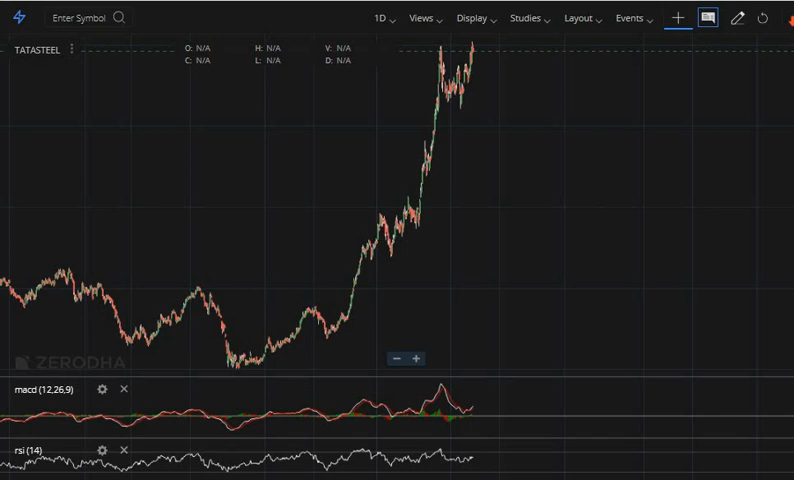 Enter Symbol 1D Views Display Studies Layout Events
TATASTEEL O: N/A H: N/A V: N/A
C: N/A L: N/A D: N/A
ZERODHA
macd (12,26,9)
rsi (14)